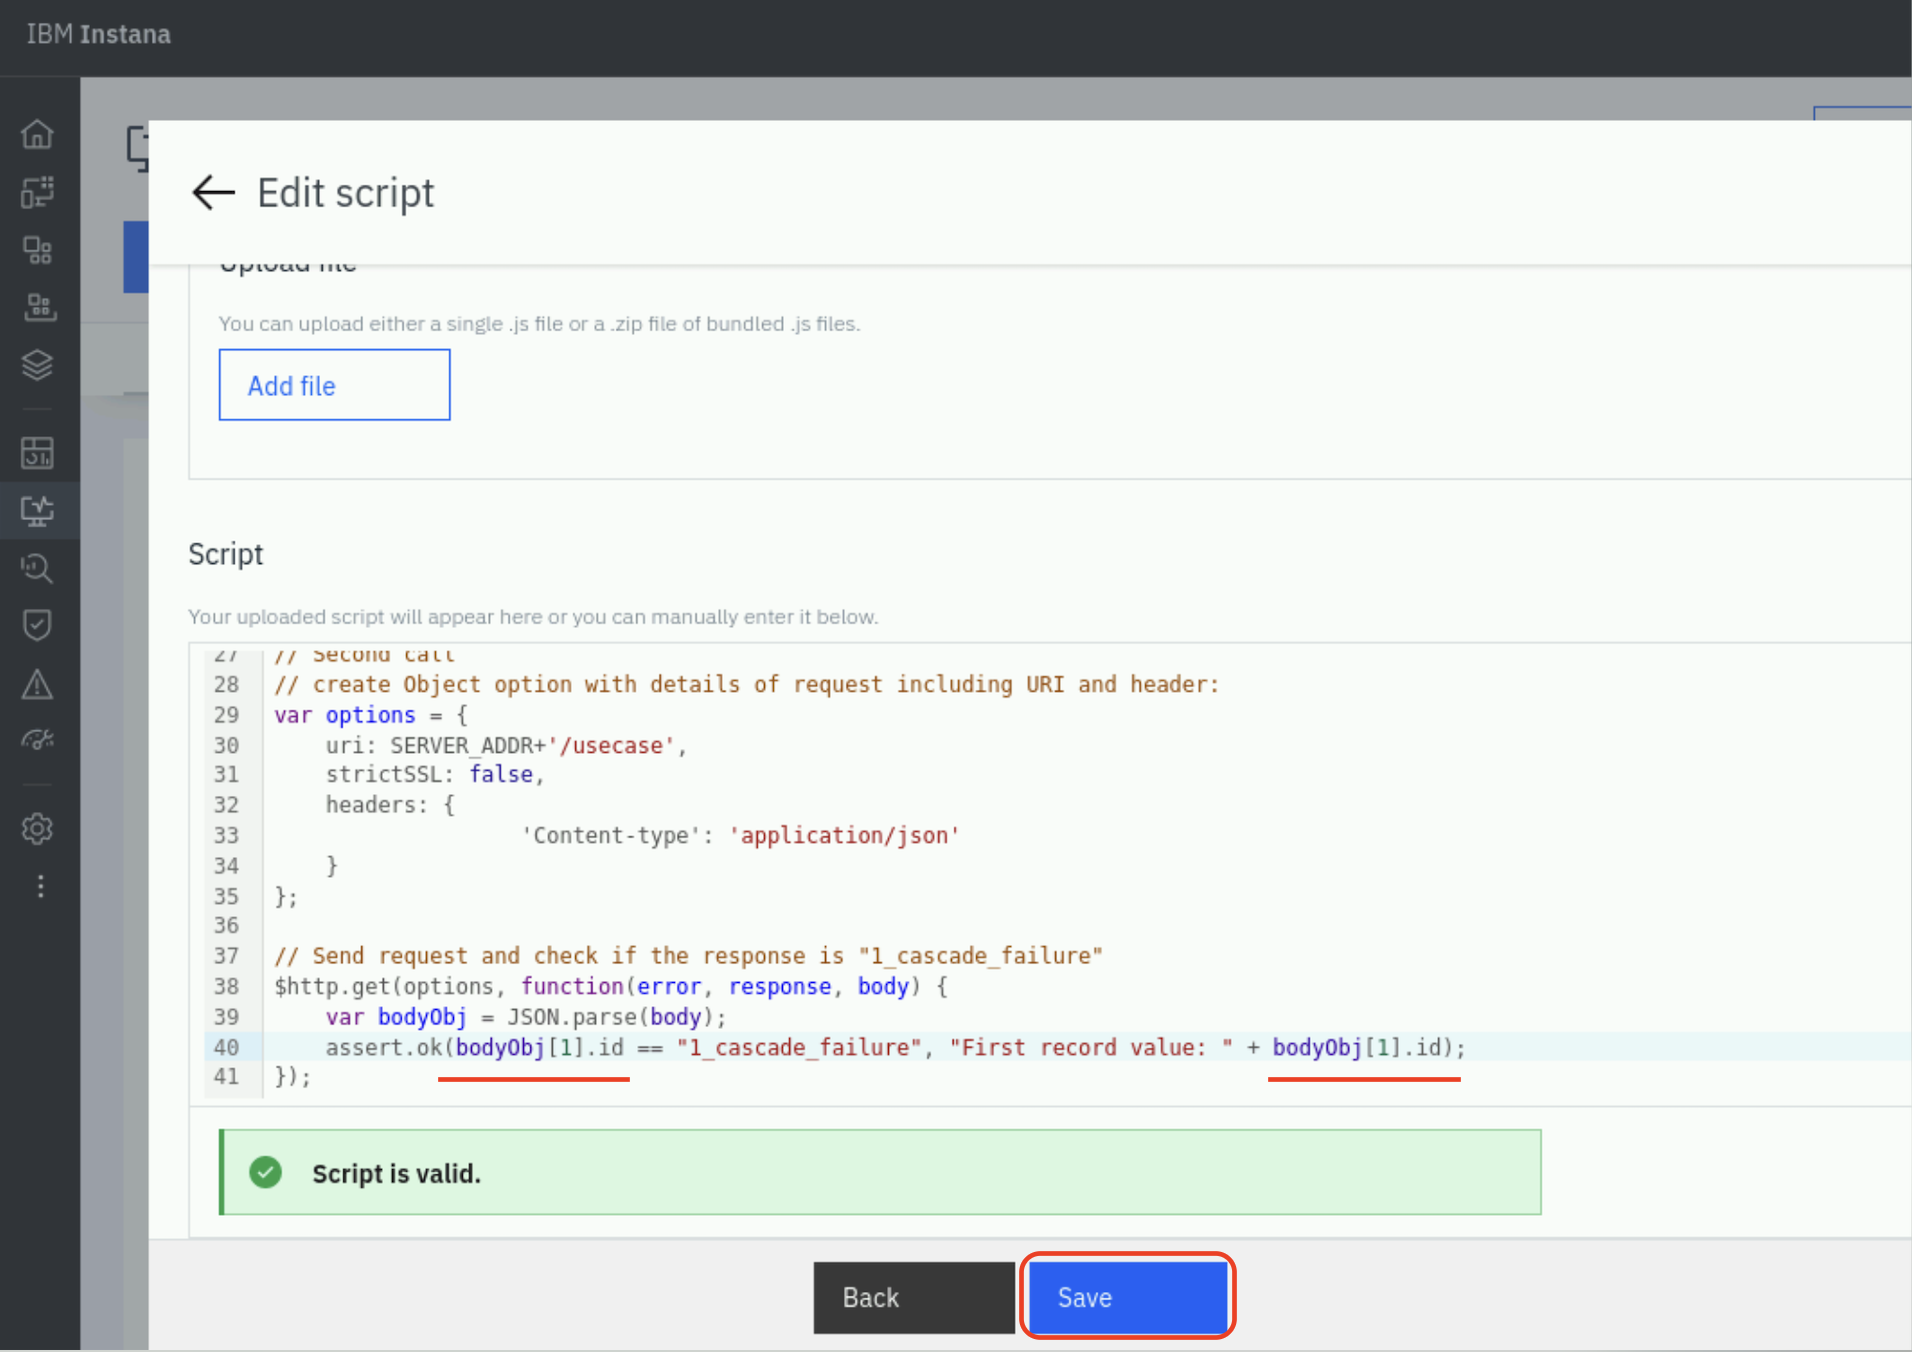 IBM Instana
Edit script
Upload file
You can upload either a single .js file or a .zip file of bundled .js files.
Add file
Script
Your uploaded script will appear here or you can manually enter it below.
27 // Second call
28 // create Object option with details of request including URI and header:
29 var options = {
30     uri: SERVER_ADDR+'/usecase',
31     strictSSL: false,
32     headers: {
33                    'Content-type': 'application/json'
34     }
35 };
36
37 // Send request and check if the response is "1_cascade_failure"
38 $http.get(options, function(error, response, body) {
39     var bodyObj = JSON.parse(body);
40     assert.ok(bodyObj[1].id == "1_cascade_failure", "First record value: " + bodyObj[1].id);
41 });
Script is valid.
Back
Save